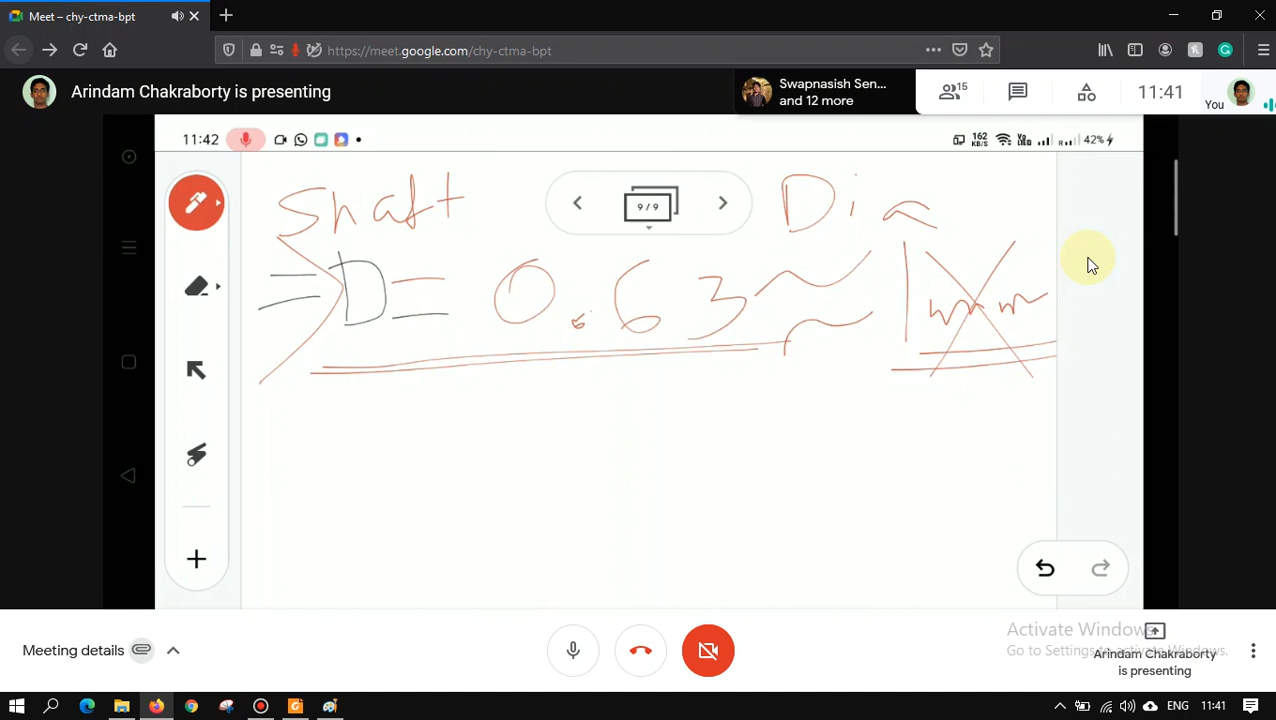 Meet – chy-ctma-bpt
https://meet.google.com/chy-ctma-bpt
Arindam Chakraborty is presenting
Swapnasish Sen...
and 12 more
15
11:41
You
11:42
162
KB/S
42%
Shaft
Dia
9 / 9
= D = 0.63 ≈ 1mm
Activate Windows
Go to Settings to activate Windows.
Meeting details
Arindam Chakraborty
is presenting
ENG
11:41